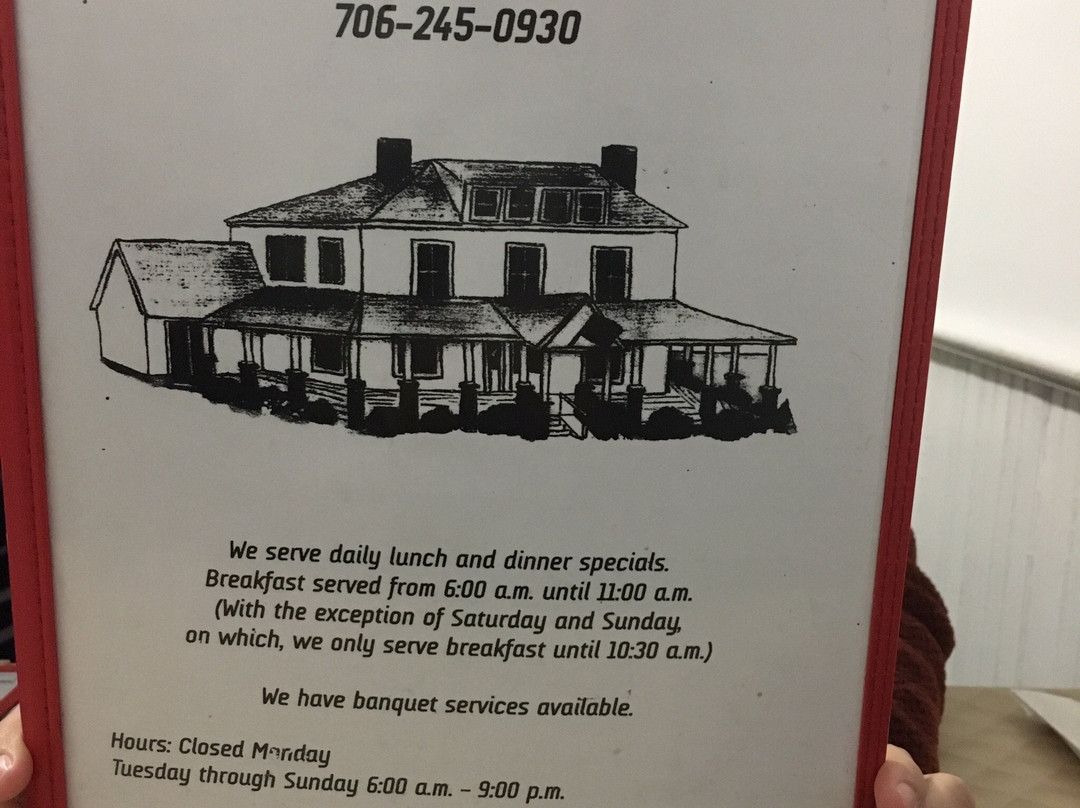 706-245-0930
We serve daily lunch and dinner specials.
Breakfast served from 6:00 a.m. until 11:00 a.m.
(With the exception of Saturday and Sunday,
on which, we only serve breakfast until 10:30 a.m.)
We have banquet services available.
Hours: Closed Monday
Tuesday through Sunday 6:00 a.m. - 9:00 p.m.